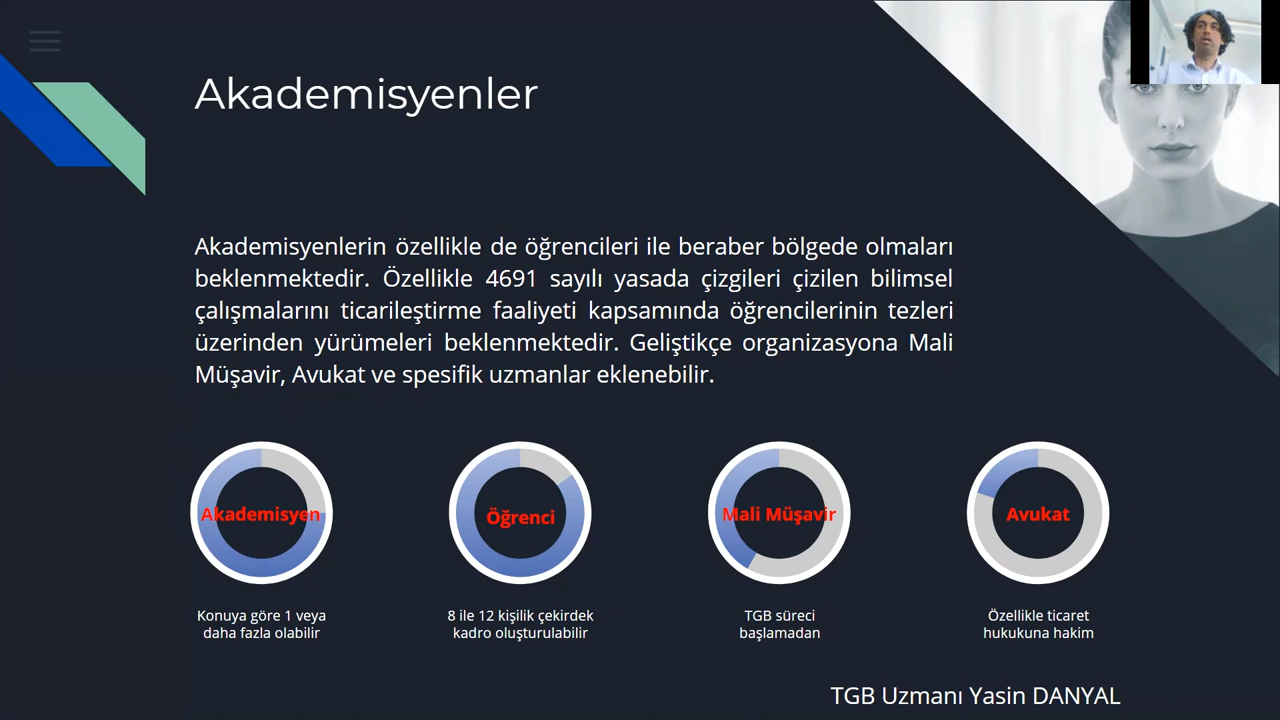 Akademisyenler
Akademisyenlerin özellikle de öğrencileri ile beraber bölgede olmaları
beklenmektedir. Özellikle 4691 sayılı yasada çizgileri çizilen bilimsel
çalışmalarını ticarileştirme faaliyeti kapsamında öğrencilerinin tezleri
üzerinden yürümeleri beklenmektedir. Geliştikçe organizasyona Mali
Müşavir, Avukat ve spesifik uzmanlar eklenebilir.
Akademisyen
Konuya göre 1 veya
daha fazla olabilir
Öğrenci
8 ile 12 kişilik çekirdek
kadro oluşturulabilir
Mali Müşavir
TGB süreci
başlamadan
Avukat
Özellikle ticaret
hukukuna hakim
TGB Uzmanı Yasin DANYAL